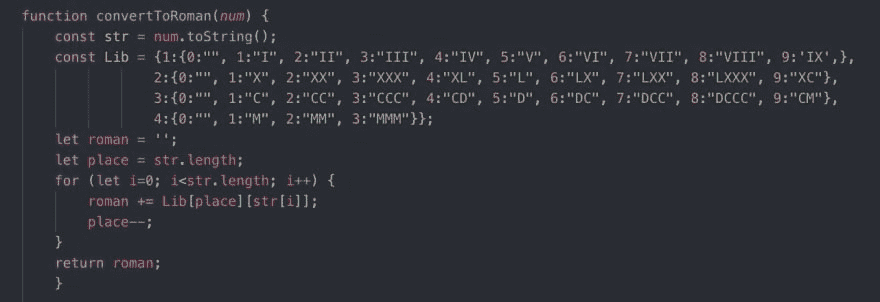 function convertToRoman(num) {
const str = num.toString();
const Lib = {1:{0:"", 1:"I", 2:"II", 3:"III", 4:"IV", 5:"V", 6:"VI", 7:"VII", 8:"VIII", 9:'IX',},
2:{0:"", 1:"X", 2:"XX", 3:"XXX", 4:"XL", 5:"L", 6:"LX", 7:"LXX", 8:"LXXX", 9:"XC"},
3:{0:"", 1:"C", 2:"CC", 3:"CCC", 4:"CD", 5:"D", 6:"DC", 7:"DCC", 8:"DCCC", 9:"CM"},
4:{0:"", 1:"M", 2:"MM", 3:"MMM"}};
let roman = '';
let place = str.length;
for (let i=0; i<str.length; i++) {
roman += Lib[place][str[i]];
place--;
}
return roman;
}